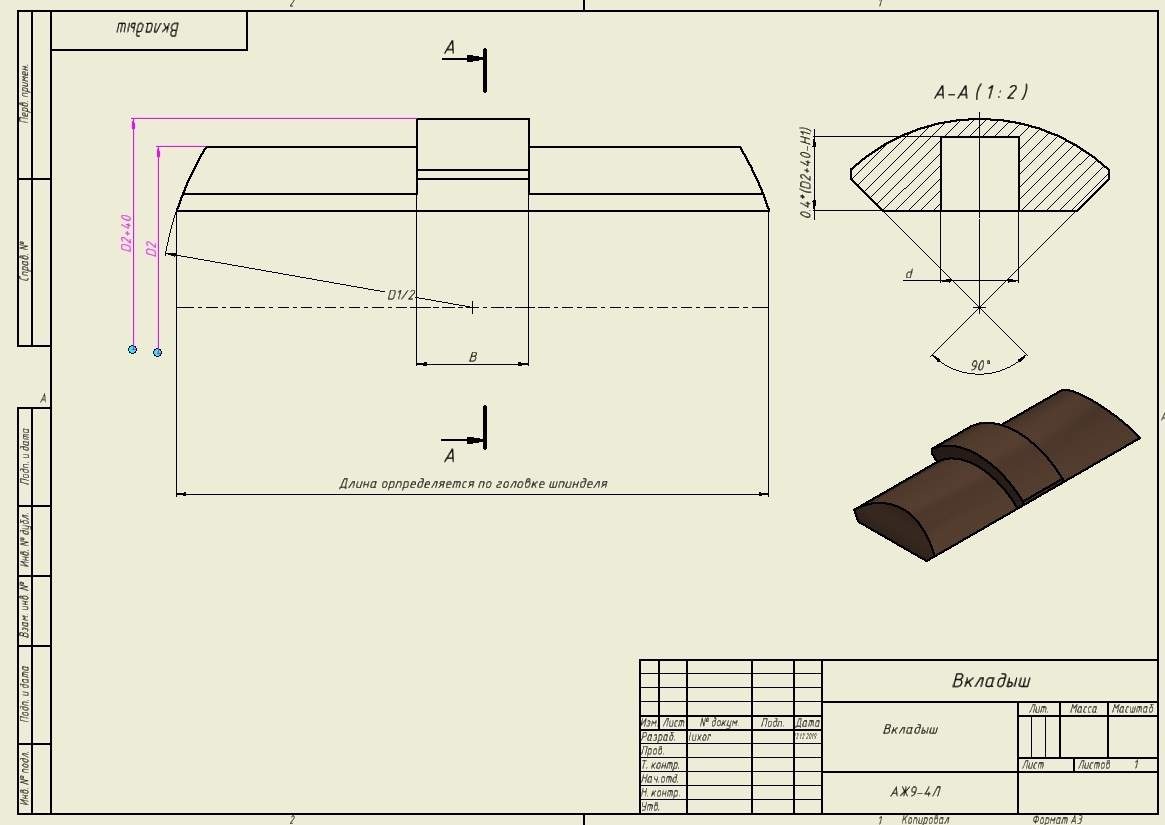 2
1
Вкладыш
Перв. примен.
Справ. №
А
А-А (1:2)
D2+40
D2
D1/2
В
0.4*(D2+40-H1)
d
90°
А
А
А
Длина орпределяется по головке шпинделя
Подп. и дата
Инв. № дубл.
Взам. инв. №
Подп. и дата
Инв. № подл.
Вкладыш
Изм. Лист № докум. Подп. Дата
Разраб. luxor
Пров.
Т. контр.
Нач.отд.
Н. контр.
Утв.
Вкладыш
Лит. Масса Масштаб
Лист Листов 1
АЖ9-4Л
2
1
Копировал Формат А3